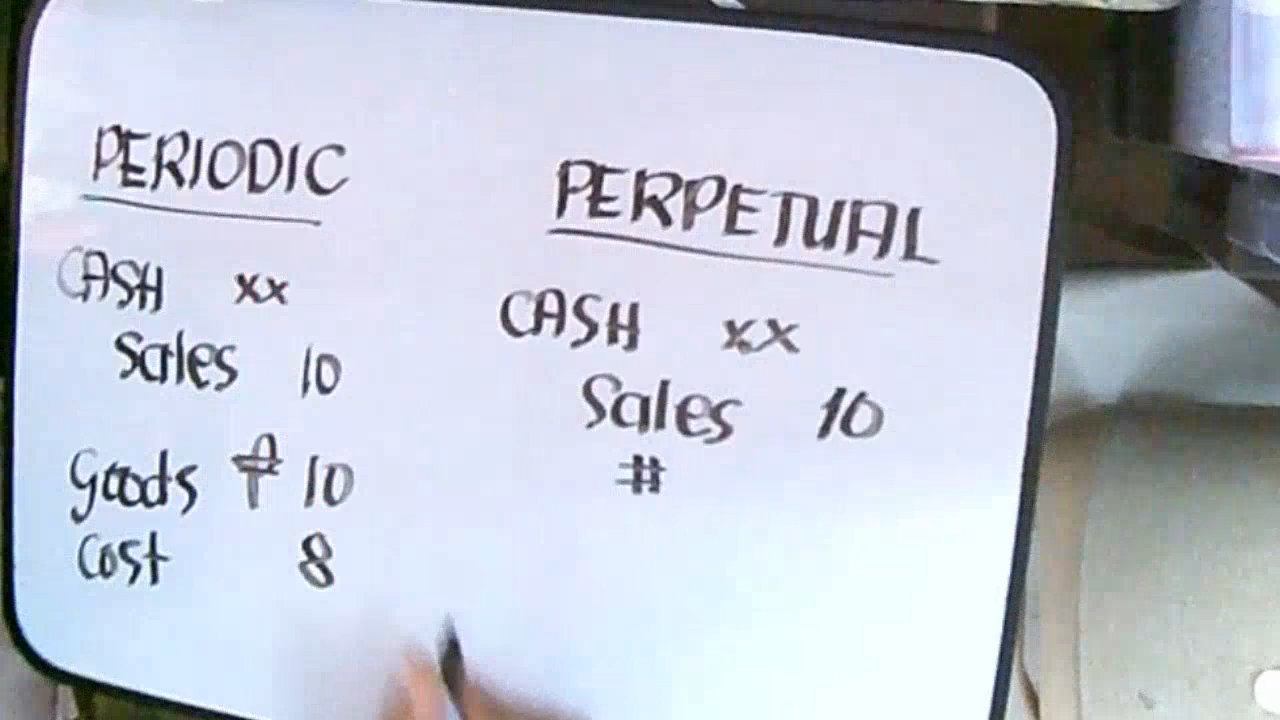 PERIODIC
CASH xx
Sales 10
Goods ₱ 10
Cost 8
PERPETUAL
CASH xx
Sales 10
#